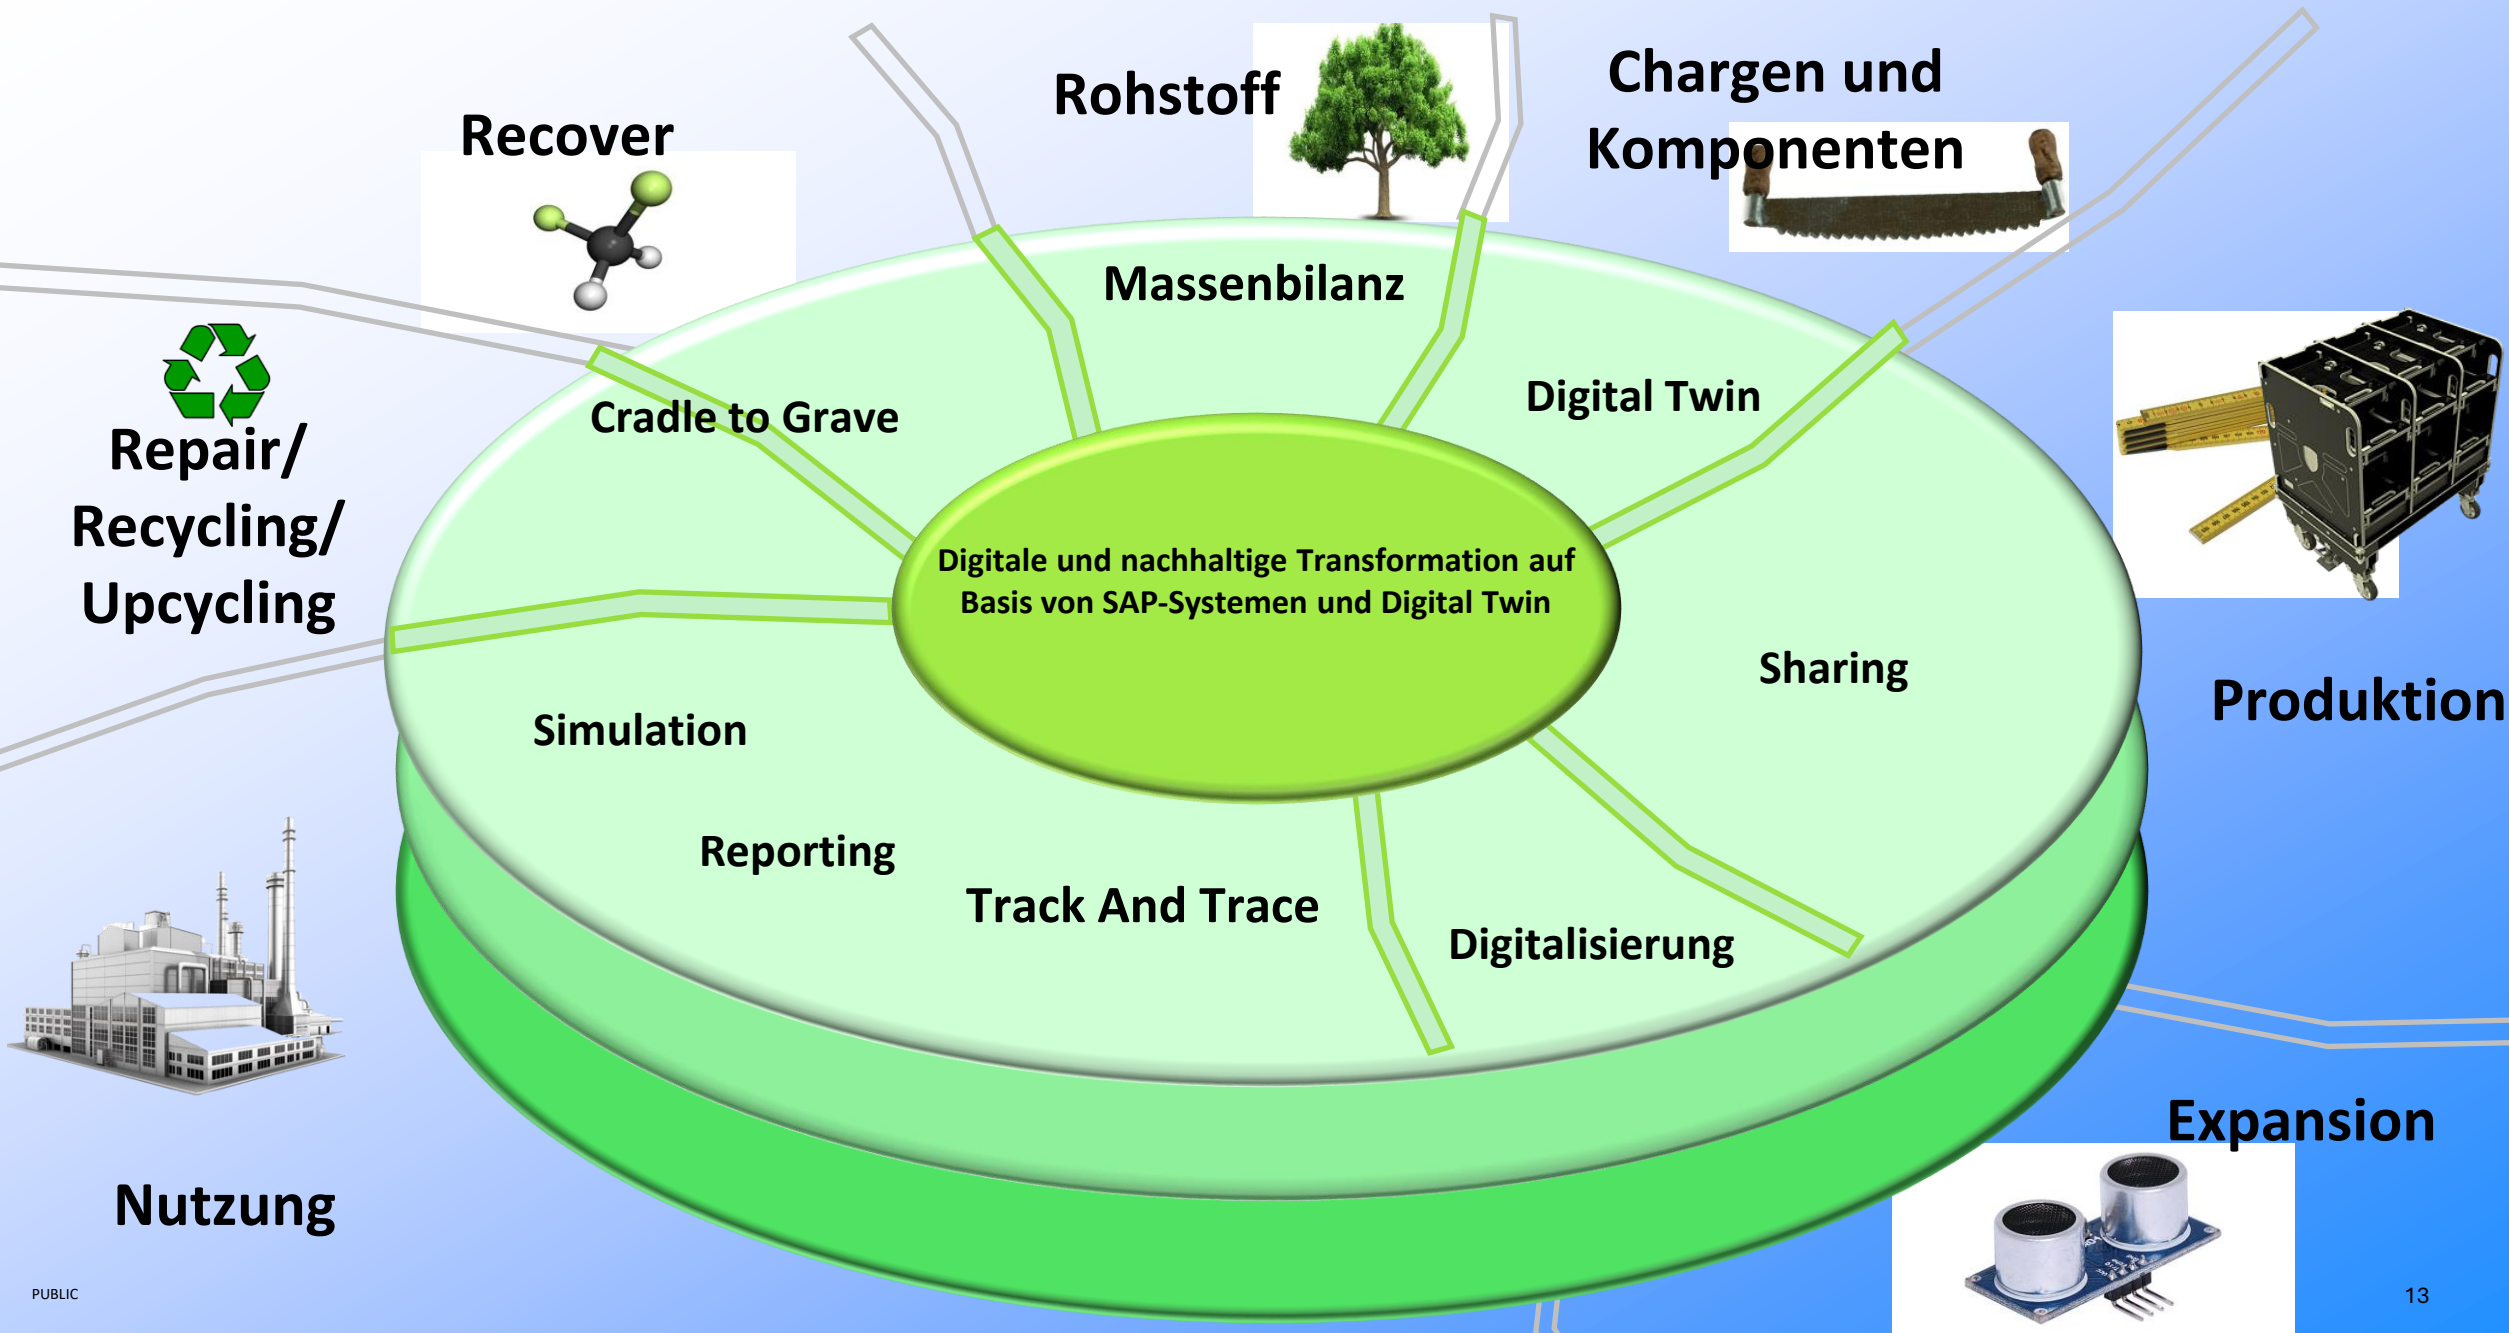 Rohstoff
Chargen und
Komponenten
Recover
Massenbilanz
Digital Twin
Cradle to Grave
Repair/
Recycling/
Upcycling
Digitale und nachhaltige Transformation auf
Basis von SAP-Systemen und Digital Twin
Sharing
Produktion
Simulation
Reporting
Track And Trace
Digitalisierung
Expansion
Nutzung
PUBLIC
13